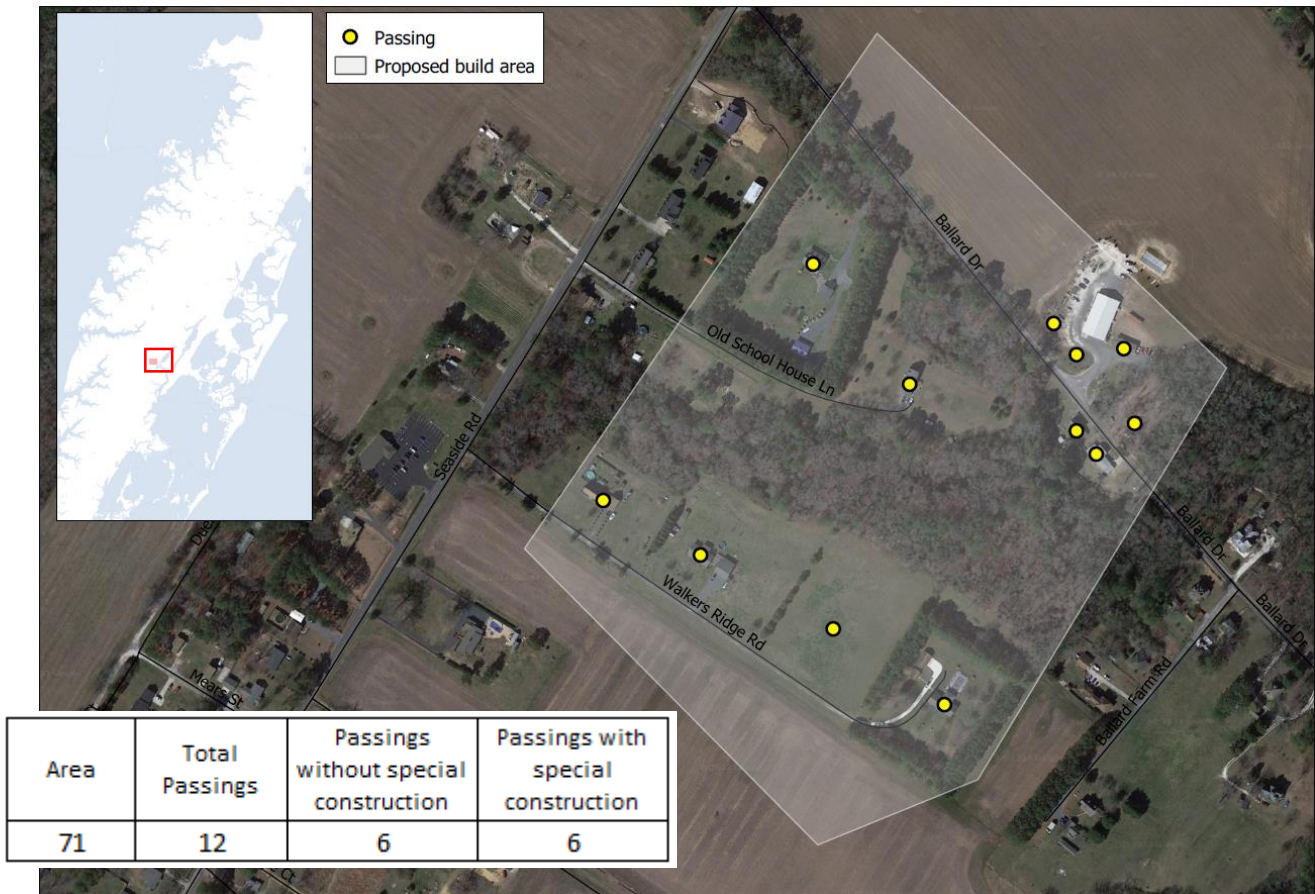 Passing
Proposed build area
Ballard Dr
Old School House Ln
Seaside Rd
Walkers Ridge Rd
Ballard Dr
Ballard Dr
Ballard Farm Rd
Mears St
Area
Total
Passings
Passings
without special
construction
Passings with
special
construction
71
12
6
6